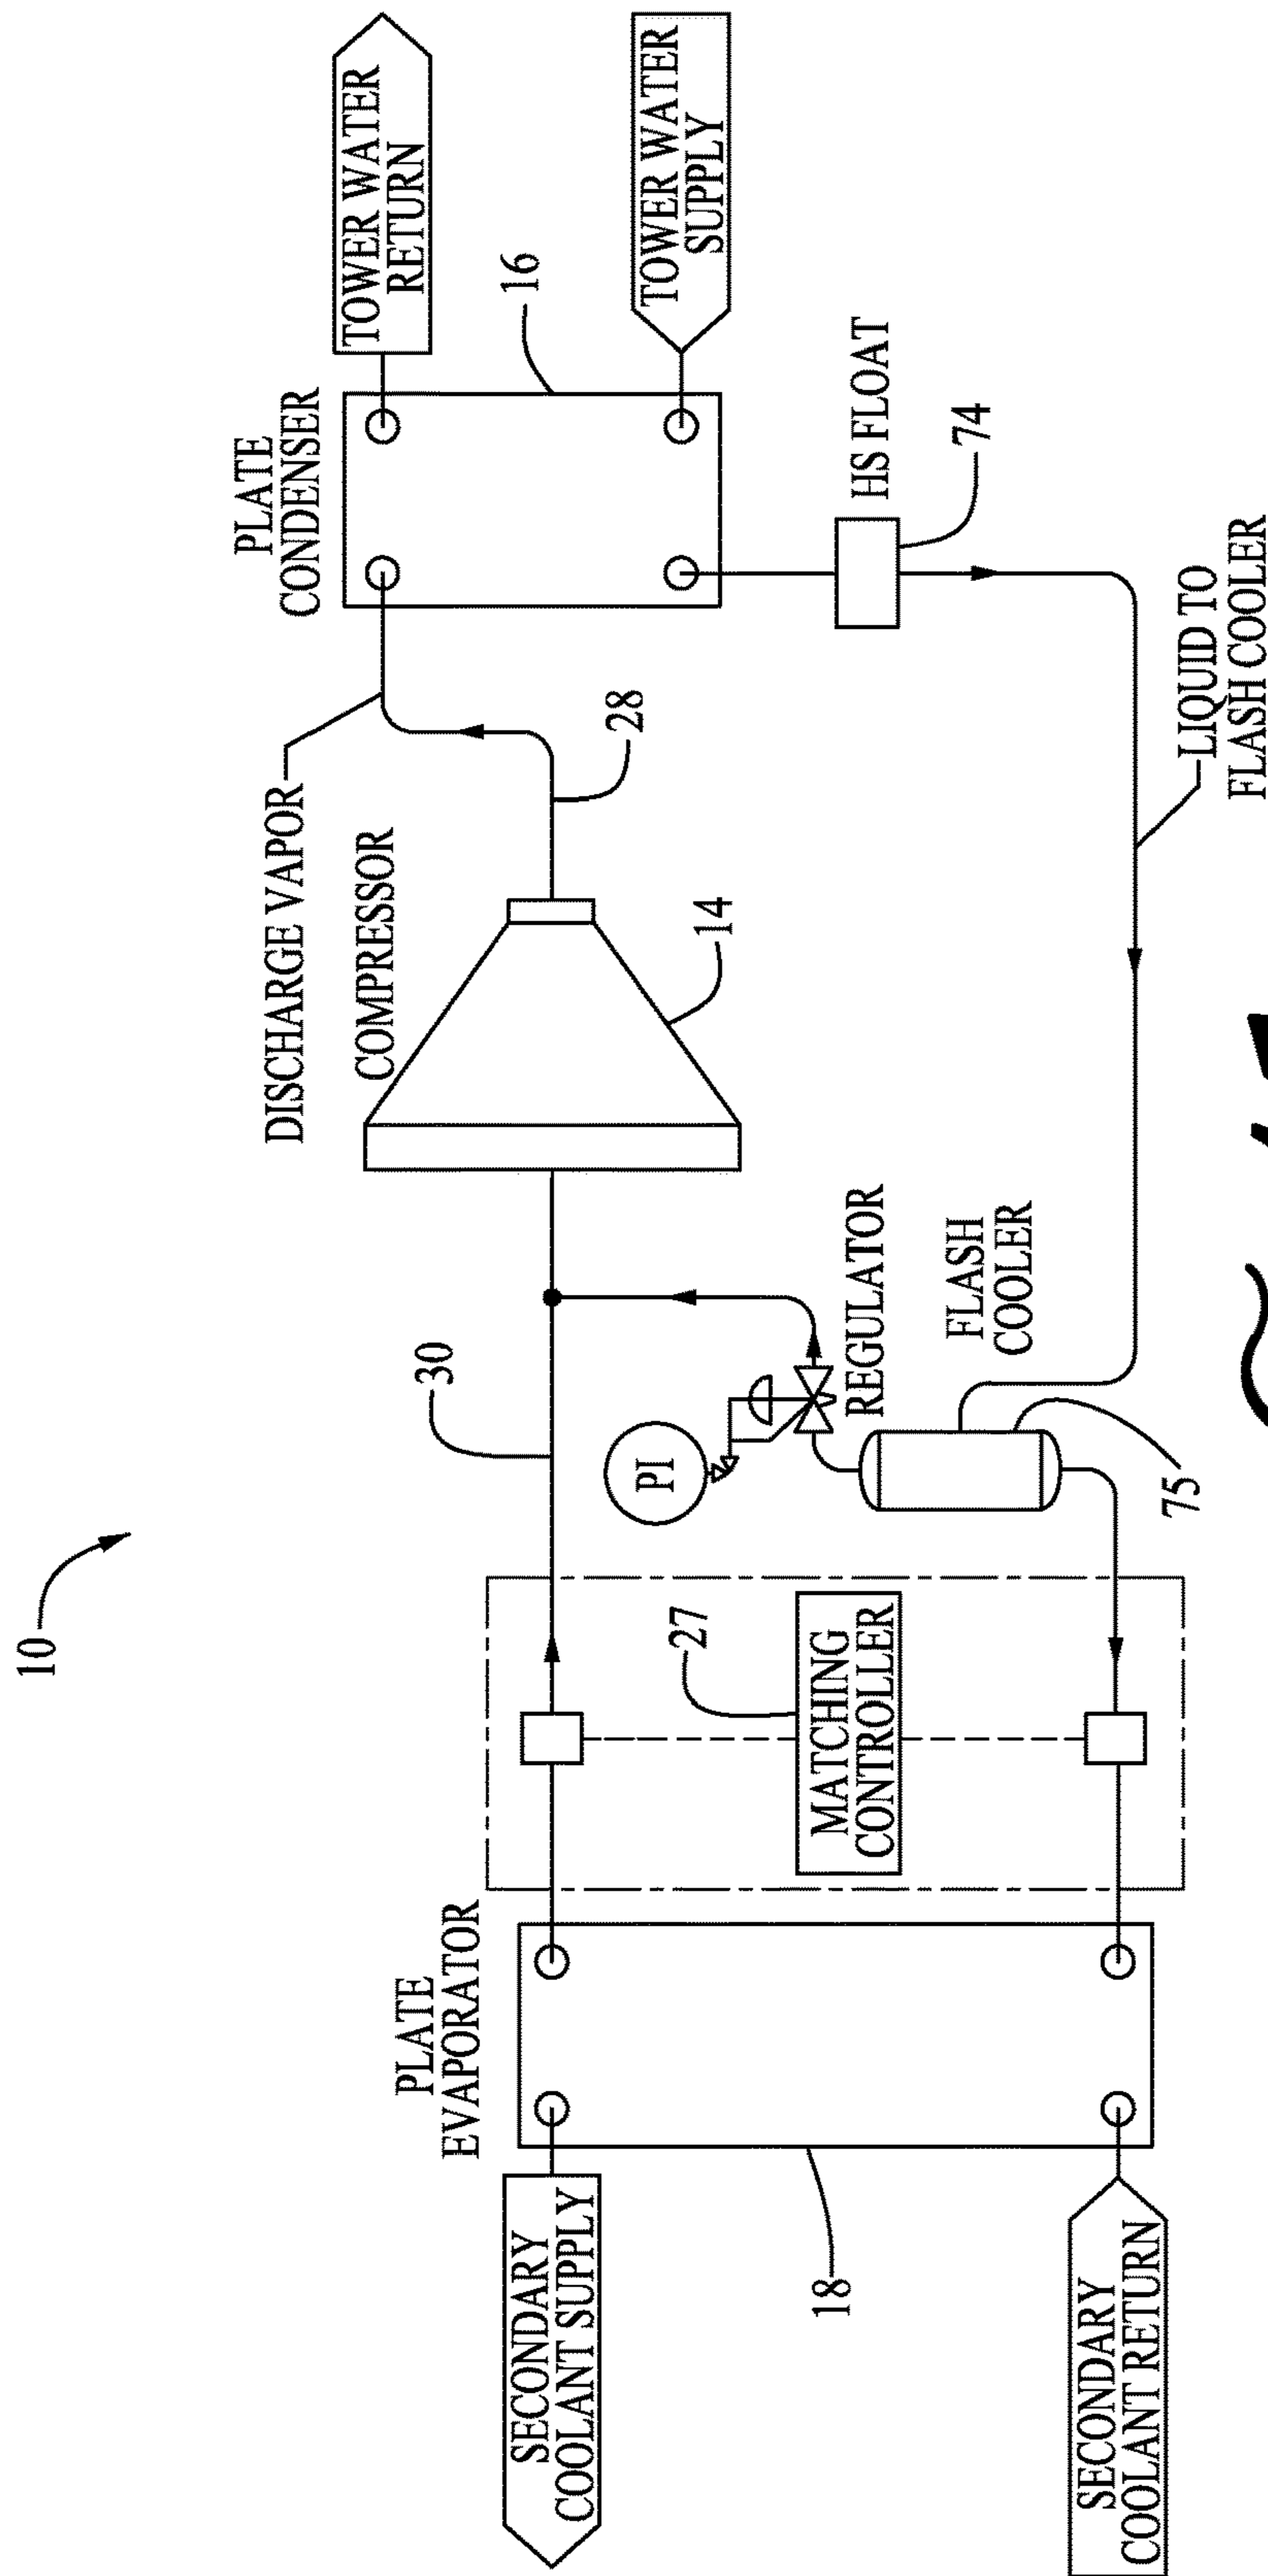 10
SECONDARY
COOLANT SUPPLY
PLATE
EVAPORATOR
18
SECONDARY
COOLANT RETURN
MATCHING
CONTROLLER
27
30
PI
REGULATOR
FLASH
COOLER
75
COMPRESSOR
14
DISCHARGE VAPOR
28
PLATE
CONDENSER
16
TOWER WATER
RETURN
TOWER WATER
SUPPLY
HS FLOAT
74
LIQUID TO
FLASH COOLER